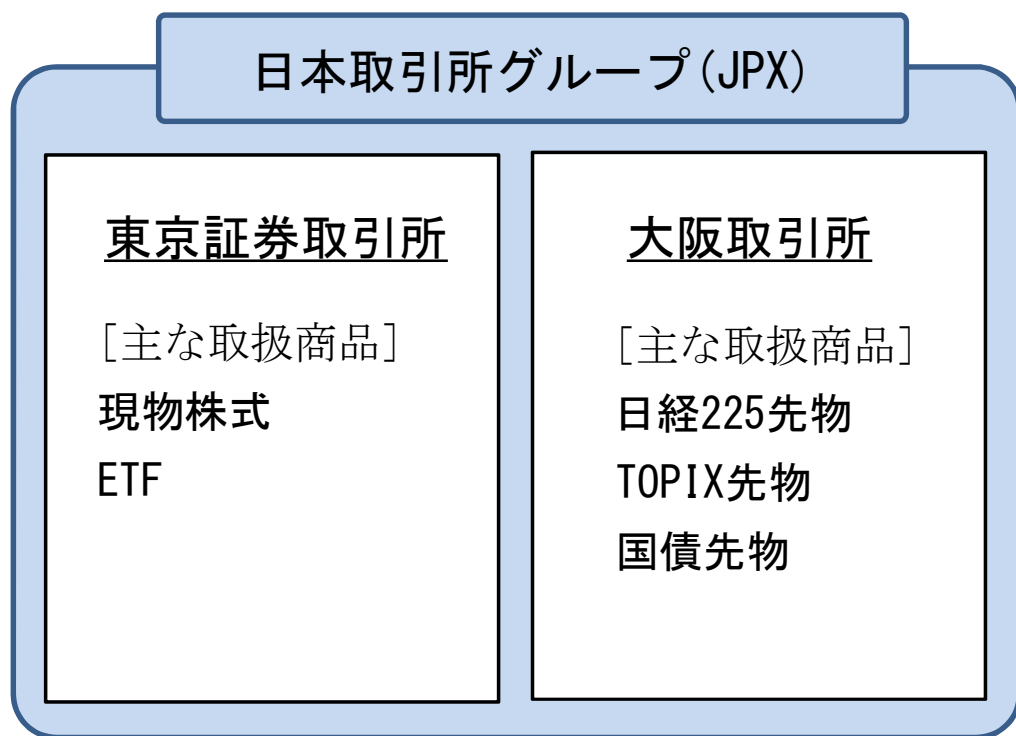 日本取引所グループ(JPX)
東京証券取引所
[主な取扱商品]
現物株式
ETF
大阪取引所
[主な取扱商品]
日経225先物
TOPIX先物
国債先物